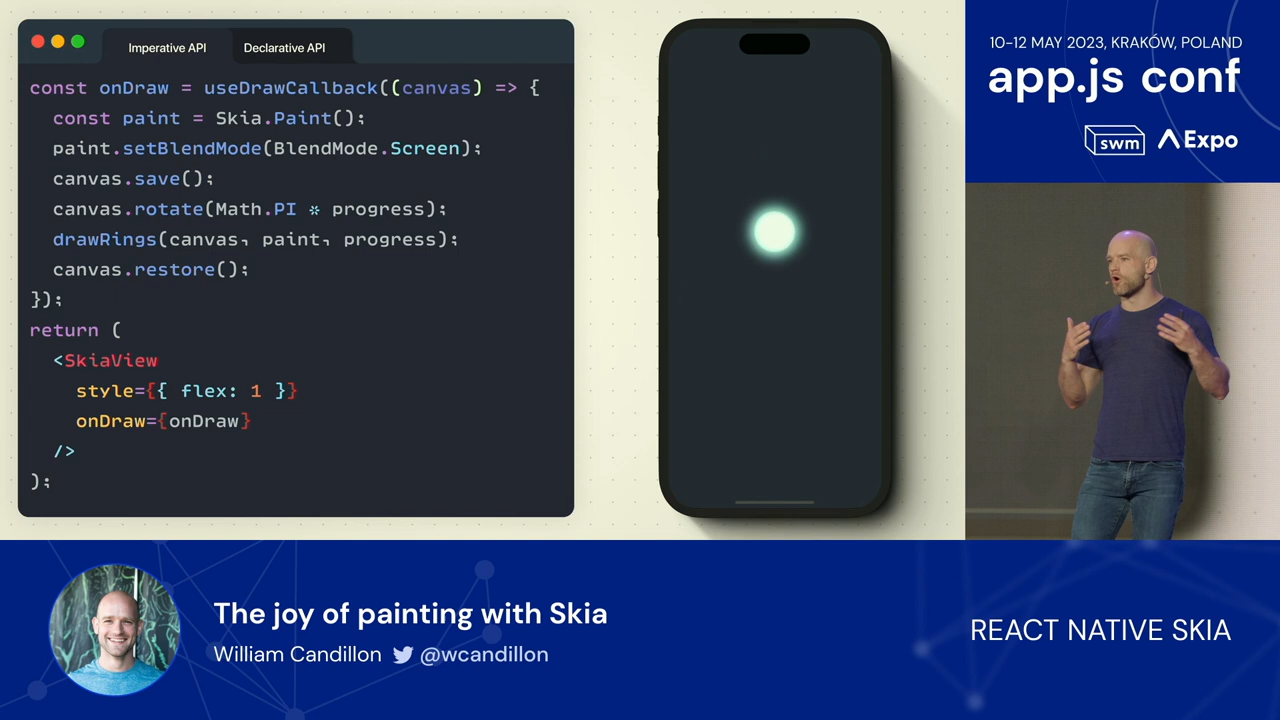 Imperative API
Declarative API
const onDraw = useDrawCallback((canvas) => {
const paint = Skia.Paint();
paint.setBlendMode(BlendMode.Screen);
canvas.save();
canvas.rotate(Math.PI * progress);
drawRings(canvas, paint, progress);
canvas.restore();
});
return (
<SkiaView
style={{ flex: 1 }}
onDraw={onDraw}
/>
);
10-12 MAY 2023, KRAKÓW, POLAND
app.js conf
swm Expo
The joy of painting with Skia
William Candillon @wcandillon
REACT NATIVE SKIA